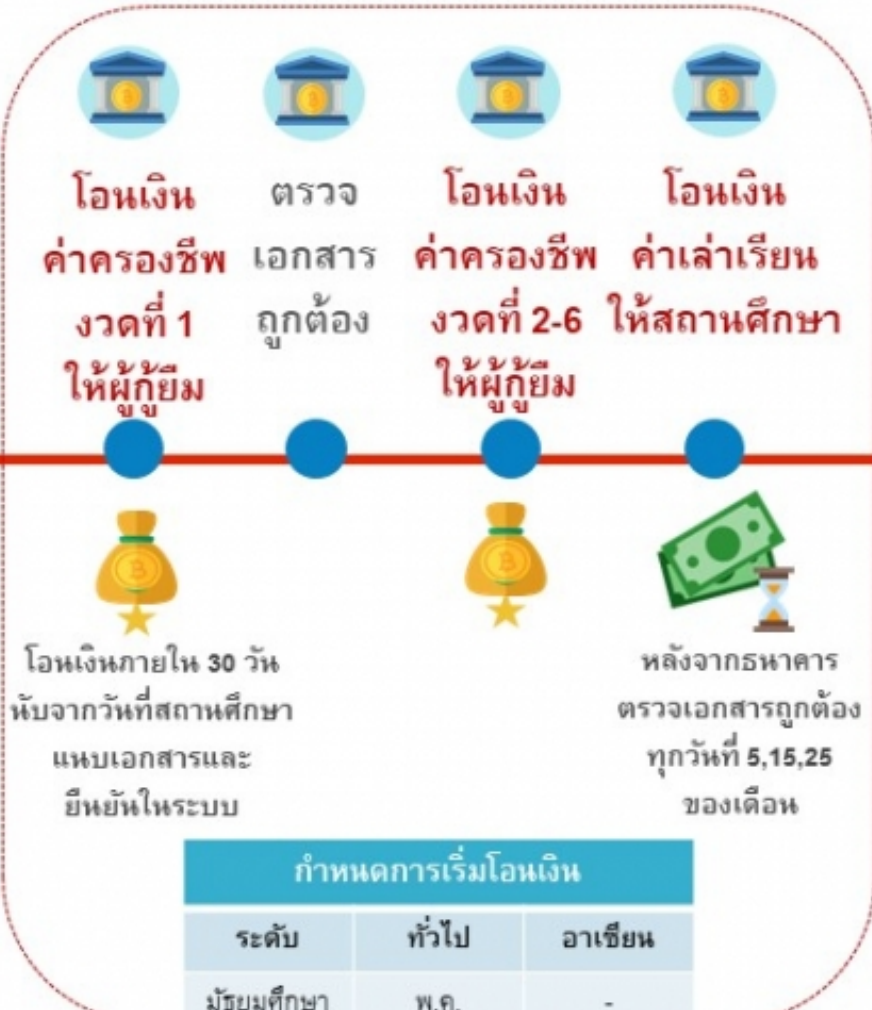 โอนเงิน
ค่าครองชีพ
งวดที่ 1
ให้ผู้กู้ยืม
ตรวจ
เอกสาร
ถูกต้อง
โอนเงิน
ค่าครองชีพ
งวดที่ 2-6
ให้ผู้กู้ยืม
โอนเงิน
ค่าเล่าเรียน
ให้สถานศึกษา
โอนเงินภายใน 30 วัน
นับจากวันที่สถานศึกษา
แนบเอกสารและ
ยืนยันในระบบ
หลังจากธนาคาร
ตรวจเอกสารถูกต้อง
ทุกวันที่ 5,15,25
ของเดือน
กำหนดการเริ่มโอนเงิน
ระดับ ทั่วไป อาเซียน
มัธยมศึกษา พ.ค. -